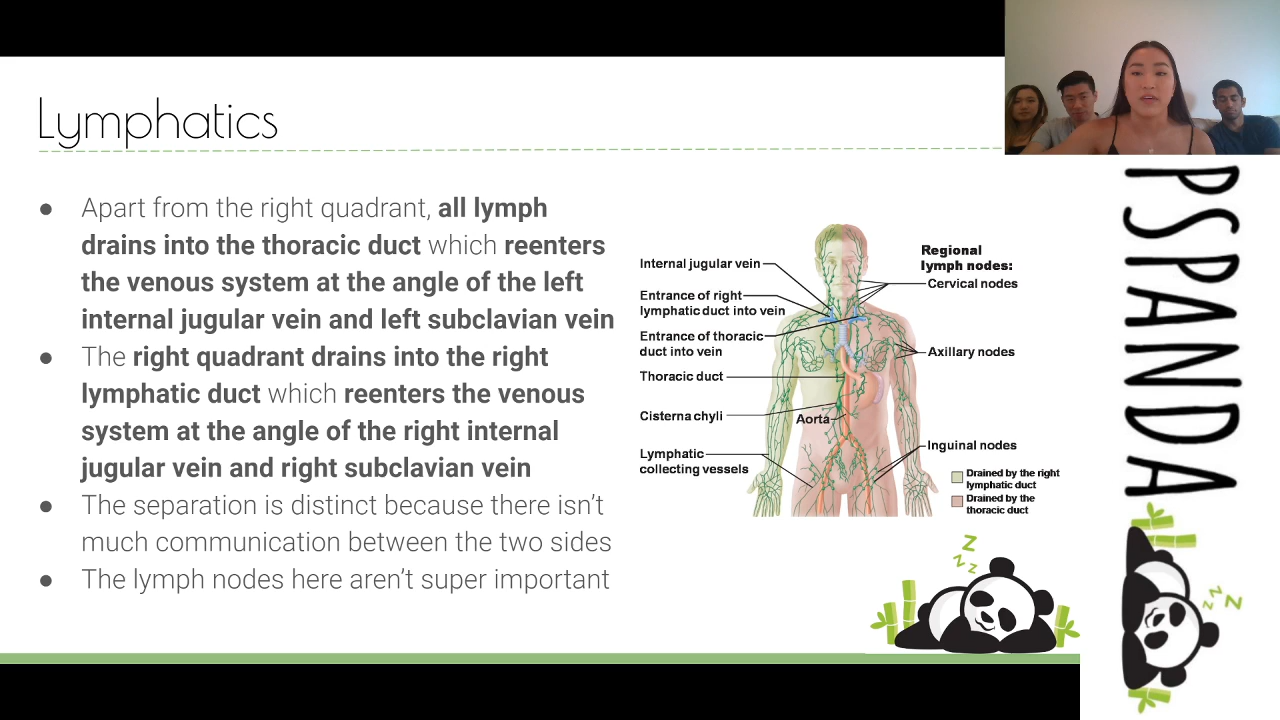 Lymphatics
● Apart from the right quadrant, all lymph
drains into the thoracic duct which reenters
the venous system at the angle of the left
internal jugular vein and left subclavian vein
● The right quadrant drains into the right
lymphatic duct which reenters the venous
system at the angle of the right internal
jugular vein and right subclavian vein
● The separation is distinct because there isn't
much communication between the two sides
● The lymph nodes here aren't super important
Internal jugular vein
Entrance of right
lymphatic duct into vein
Entrance of thoracic
duct into vein
Thoracic duct
Cisterna chyli
Aorta
Lymphatic
collecting vessels
Regional
lymph nodes:
Cervical nodes
Axillary nodes
Inguinal nodes
Drained by the right
lymphatic duct
Drained by the
thoracic duct
Z
Z
Z
PSPANDA
Z
Z
Z